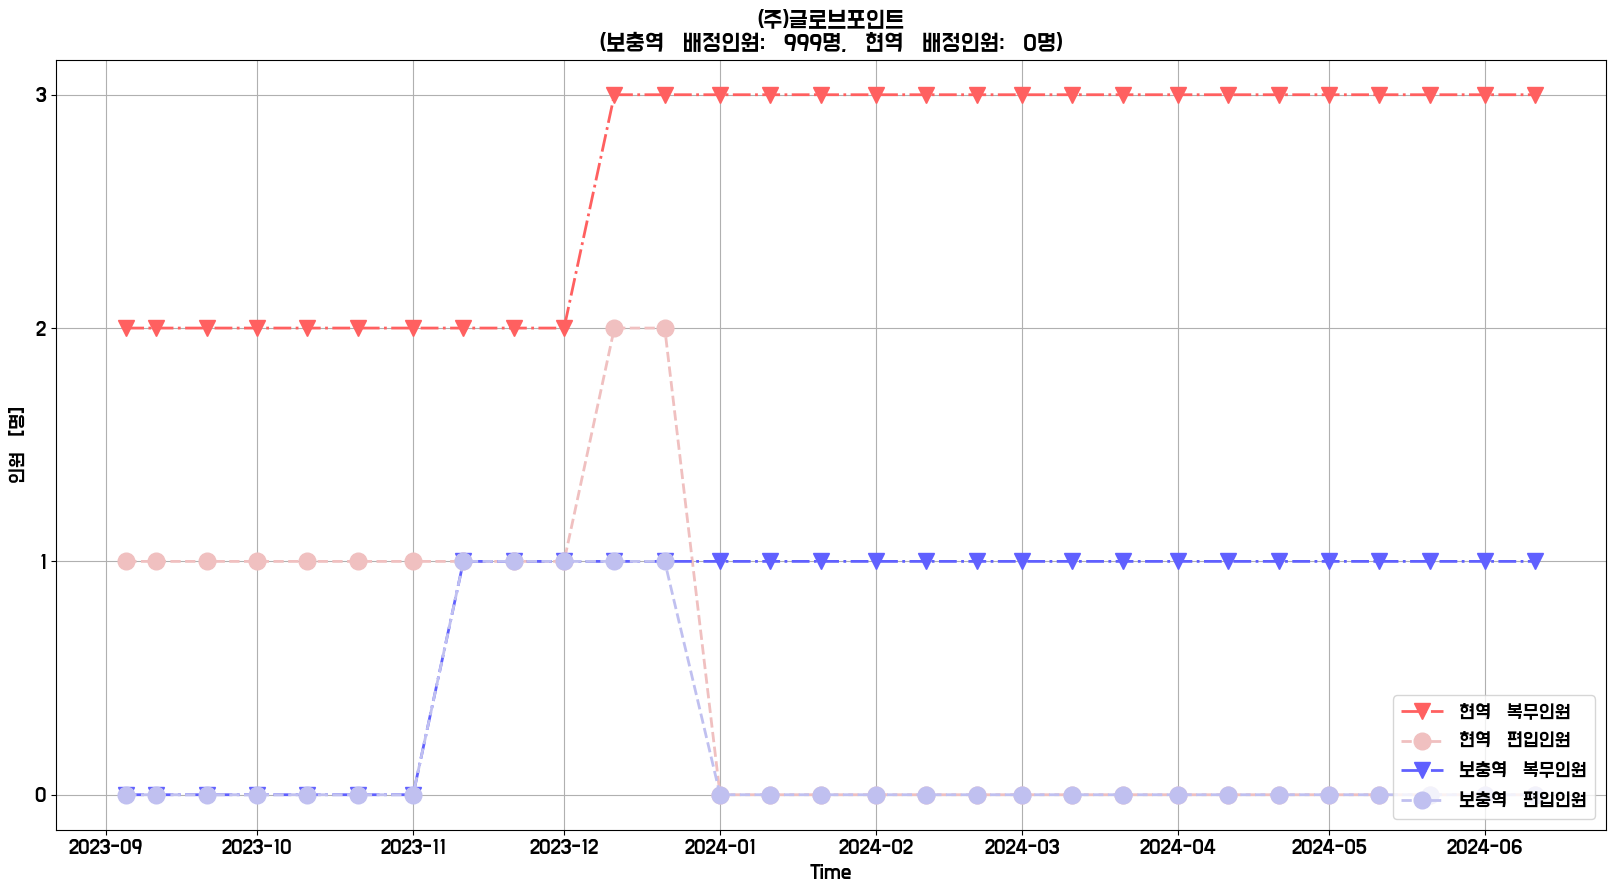 (주)글로브포인트
(보충역 배정인원: 999명, 현역 배정인원: 0명)
인원 [명]
3
2
1
0
2023-09 2023-10 2023-11 2023-12 2024-01 2024-02 2024-03 2024-04 2024-05 2024-06
Time
현역 복무인원
현역 편입인원
보충역 복무인원
보충역 편입인원